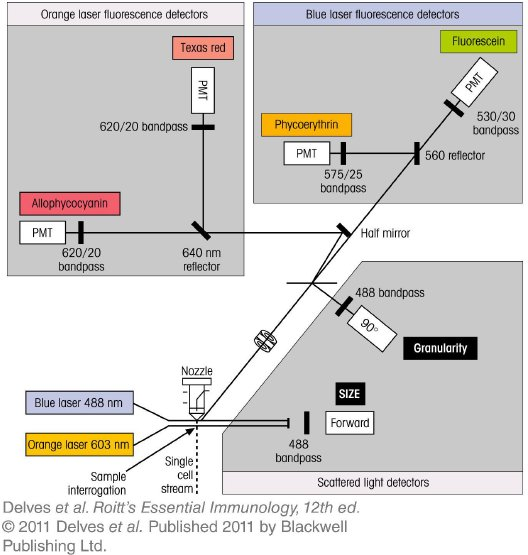 Orange laser fluorescence detectors
Blue laser fluorescence detectors
Texas red
PMT
620/20 bandpass
Allophycocyanin
PMT
620/20
bandpass
640 nm
reflector
Fluorescein
PMT
530/30
bandpass
Phycoerythrin
PMT
575/25
bandpass
560 reflector
Half mirror
488 bandpass
90°
Granularity
SIZE
Forward
488
bandpass
Scattered light detectors
Nozzle
Blue laser 488 nm
Orange laser 603 nm
Sample
interrogation
Single
cell
stream
Delves et al. Roitt's Essential Immunology, 12th ed.
© 2011 Delves et al. Published 2011 by Blackwell
Publishing Ltd.